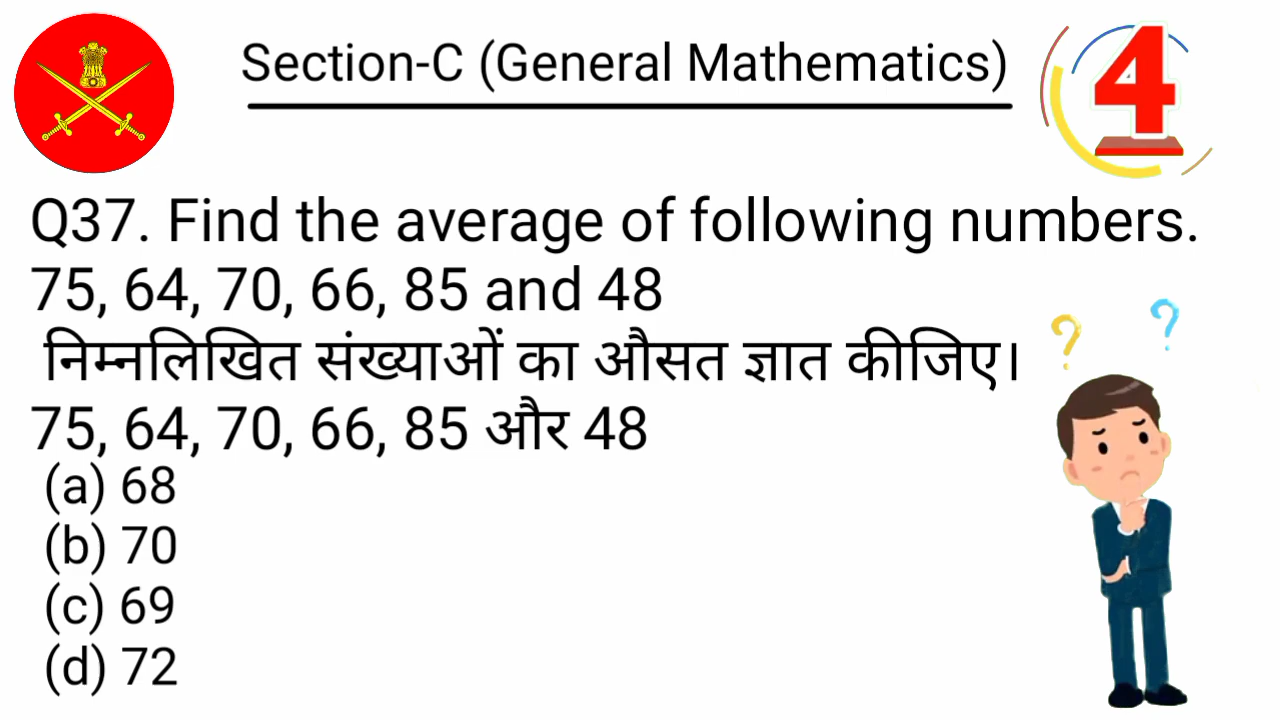 Section-C (General Mathematics)
4
Q37. Find the average of following numbers.
75, 64, 70, 66, 85 and 48
निम्नलिखित संख्याओं का औसत ज्ञात कीजिए।
75, 64, 70, 66, 85 और 48
(a) 68
(b) 70
(c) 69
(d) 72
? ?